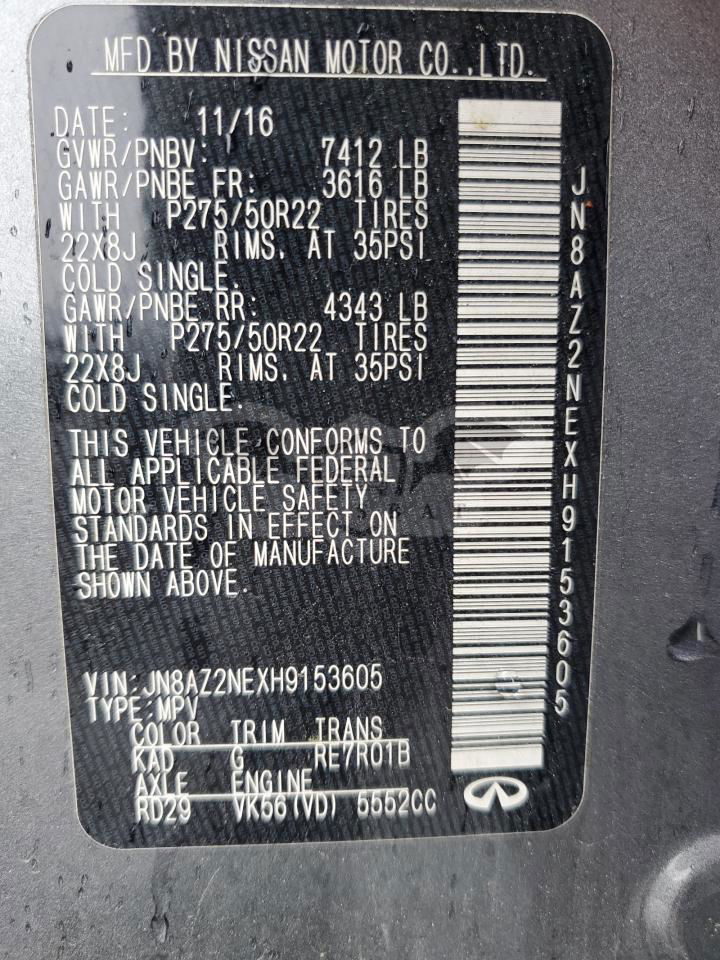 MFD BY NISSAN MOTOR CO.,LTD.
DATE: 11/16
GVWR/PNBV: 7412 LB
GAWR/PNBE FR: 3616 LB
WITH P275/50R22 TIRES
22X8J RIMS. AT 35PSI
COLD SINGLE.
GAWR/PNBE RR: 4343 LB
WITH P275/50R22 TIRES
22X8J RIMS. AT 35PSI
COLD SINGLE.
THIS VEHICLE CONFORMS TO
ALL APPLICABLE FEDERAL
MOTOR VEHICLE SAFETY
STANDARDS IN EFFECT ON
THE DATE OF MANUFACTURE
SHOWN ABOVE.
VIN:JN8AZ2NEXH9153605
TYPE:MPV
COLOR TRIM TRANS
KAD G RE7R01B
AXLE ENGINE
RD29 VK56(VD) 5552CC
JN8AZ2NEXH9153605